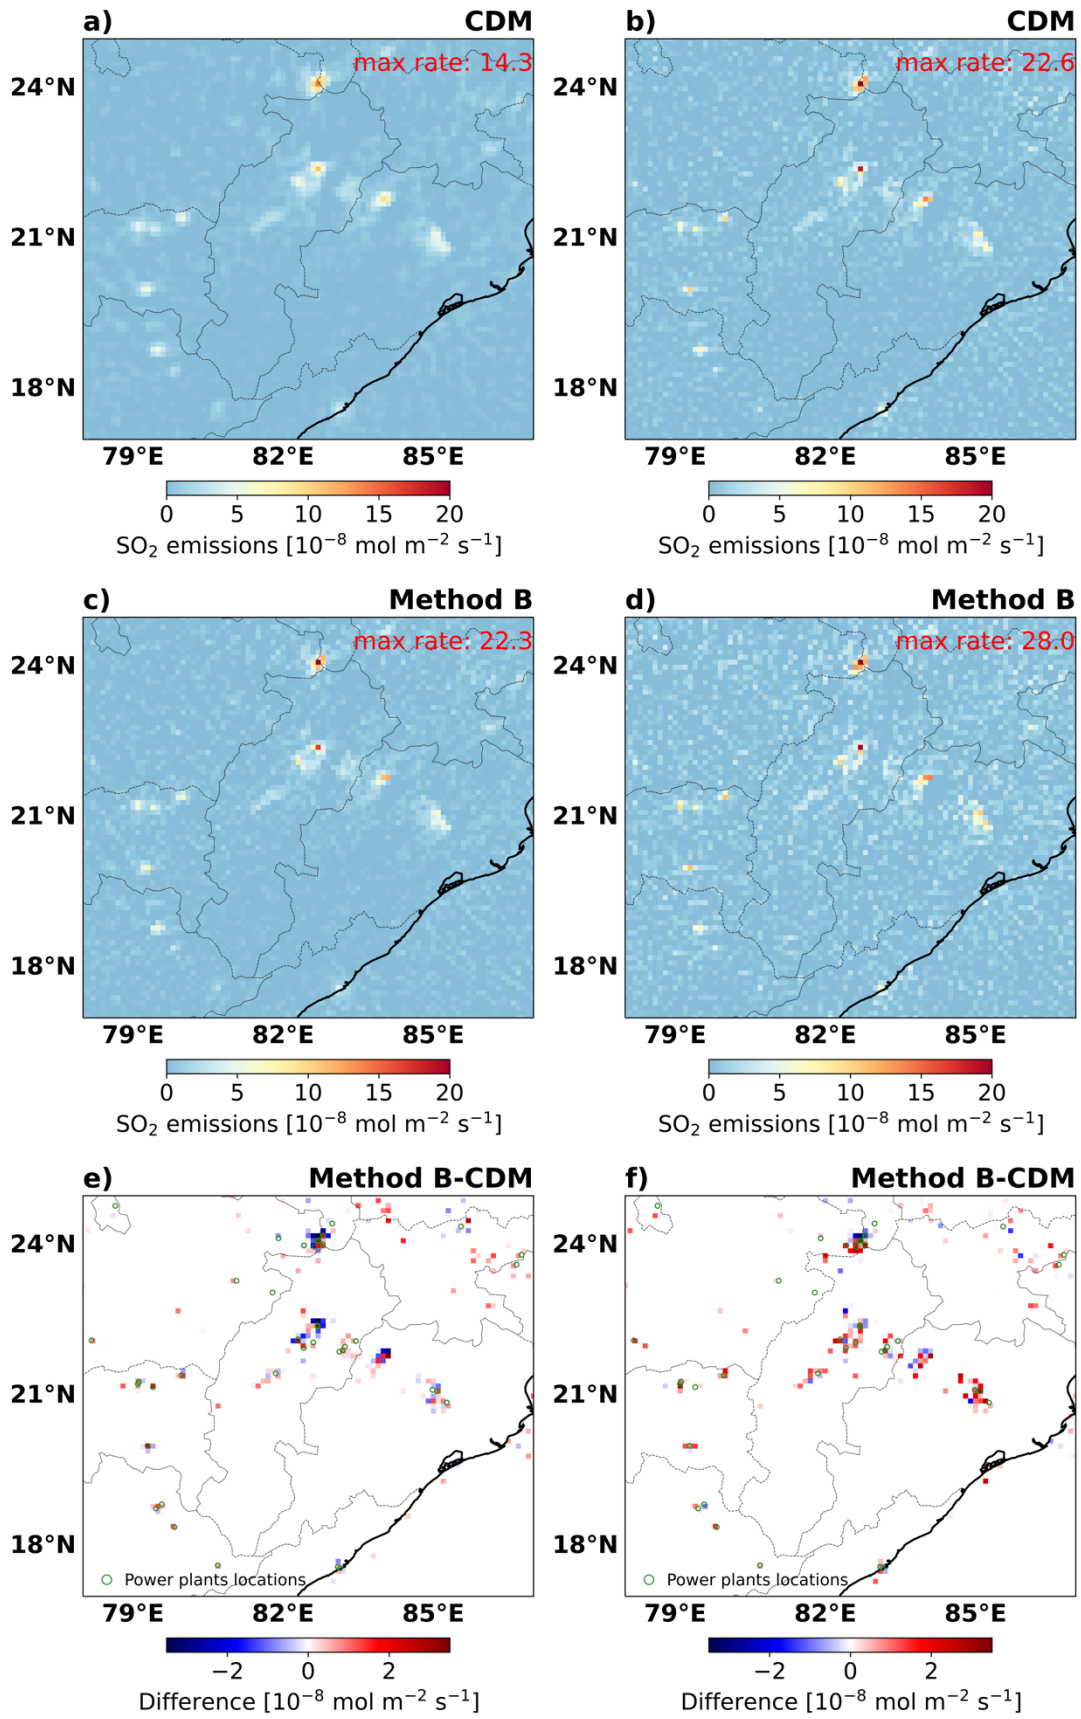 a) CDM
max rate: 14.3
24°N
21°N
18°N
79°E 82°E 85°E
0 5 10 15 20
SO₂ emissions [10⁻⁸ mol m⁻² s⁻¹]
b) CDM
max rate: 22.6
24°N
21°N
18°N
79°E 82°E 85°E
0 5 10 15 20
SO₂ emissions [10⁻⁸ mol m⁻² s⁻¹]
c) Method B
max rate: 22.3
24°N
21°N
18°N
79°E 82°E 85°E
0 5 10 15 20
SO₂ emissions [10⁻⁸ mol m⁻² s⁻¹]
d) Method B
max rate: 28.0
24°N
21°N
18°N
79°E 82°E 85°E
0 5 10 15 20
SO₂ emissions [10⁻⁸ mol m⁻² s⁻¹]
e) Method B-CDM
24°N
21°N
18°N
Power plants locations
79°E 82°E 85°E
−2 0 2
Difference [10⁻⁸ mol m⁻² s⁻¹]
f) Method B-CDM
24°N
21°N
18°N
Power plants locations
79°E 82°E 85°E
−2 0 2
Difference [10⁻⁸ mol m⁻² s⁻¹]